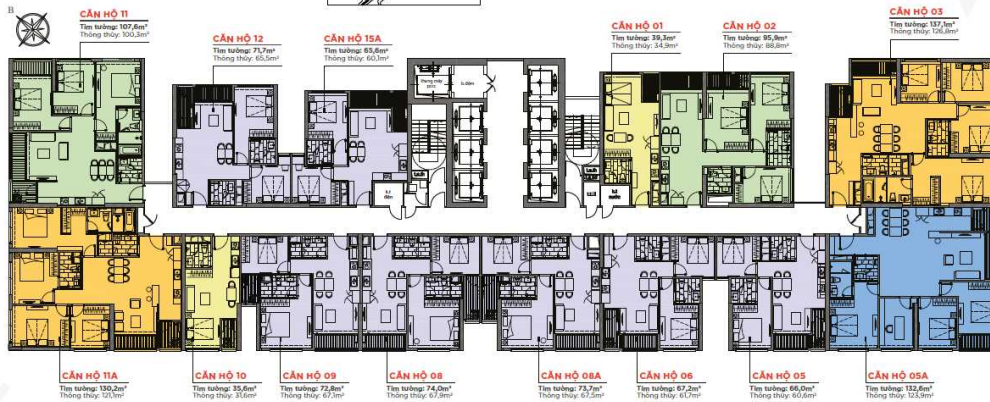 B
CĂN HỘ 11
Tim tường: 107,6m²
Thông thủy: 100,3m²
CĂN HỘ 12
Tim tường: 71,7m²
Thông thủy: 65,5m²
CĂN HỘ 15A
Tim tường: 65,6m²
Thông thủy: 60,1m²
CĂN HỘ 01
Tim tường: 39,3m²
Thông thủy: 34,9m²
CĂN HỘ 02
Tim tường: 95,9m²
Thông thủy: 88,8m²
CĂN HỘ 03
Tim tường: 137,1m²
Thông thủy: 126,8m²
CĂN HỘ 11A
Tim tường: 130,2m²
Thông thủy: 121,1m²
CĂN HỘ 10
Tim tường: 35,6m²
Thông thủy: 31,6m²
CĂN HỘ 09
Tim tường: 72,8m²
Thông thủy: 67,1m²
CĂN HỘ 08
Tim tường: 74,0m²
Thông thủy: 67,9m²
CĂN HỘ 08A
Tim tường: 73,7m²
Thông thủy: 67,5m²
CĂN HỘ 06
Tim tường: 67,2m²
Thông thủy: 61,7m²
CĂN HỘ 05
Tim tường: 66,0m²
Thông thủy: 60,6m²
CĂN HỘ 05A
Tim tường: 132,6m²
Thông thủy: 123,9m²